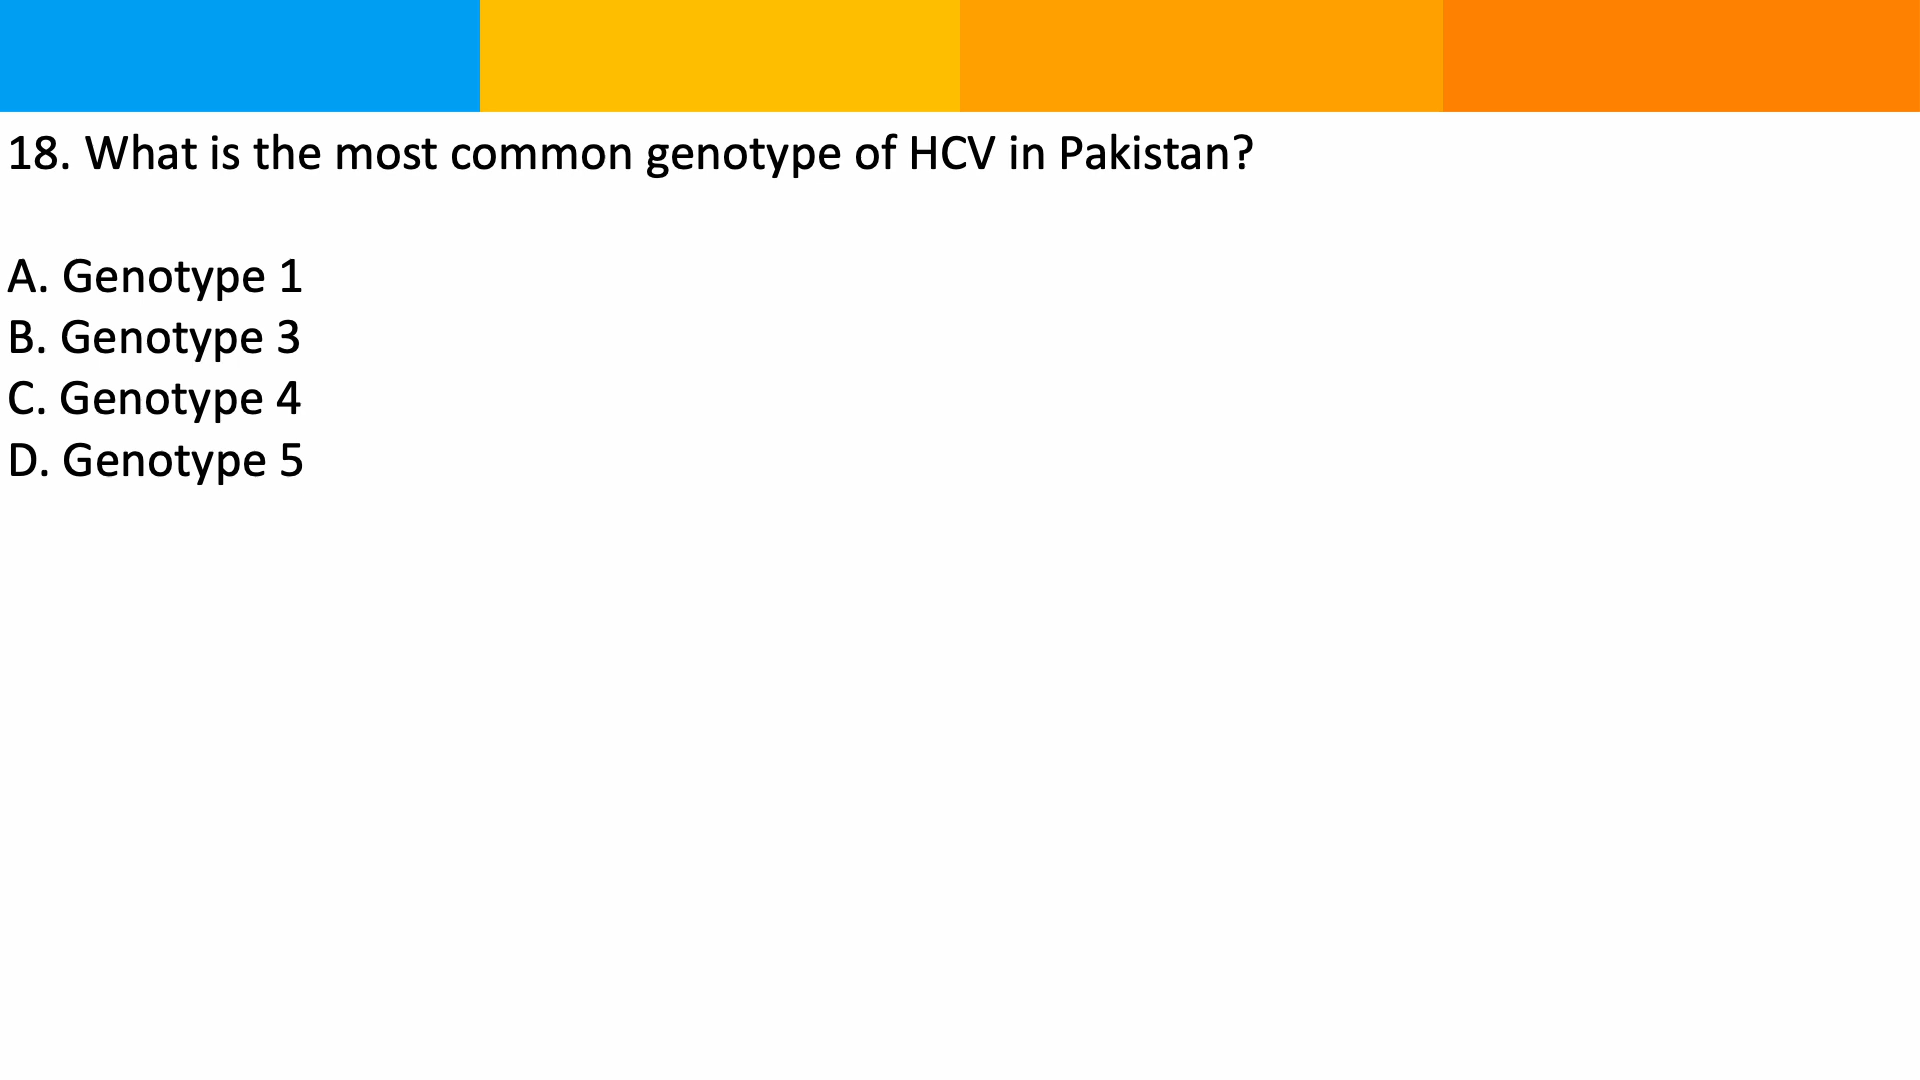 18. What is the most common genotype of HCV in Pakistan?
A. Genotype 1
B. Genotype 3
C. Genotype 4
D. Genotype 5